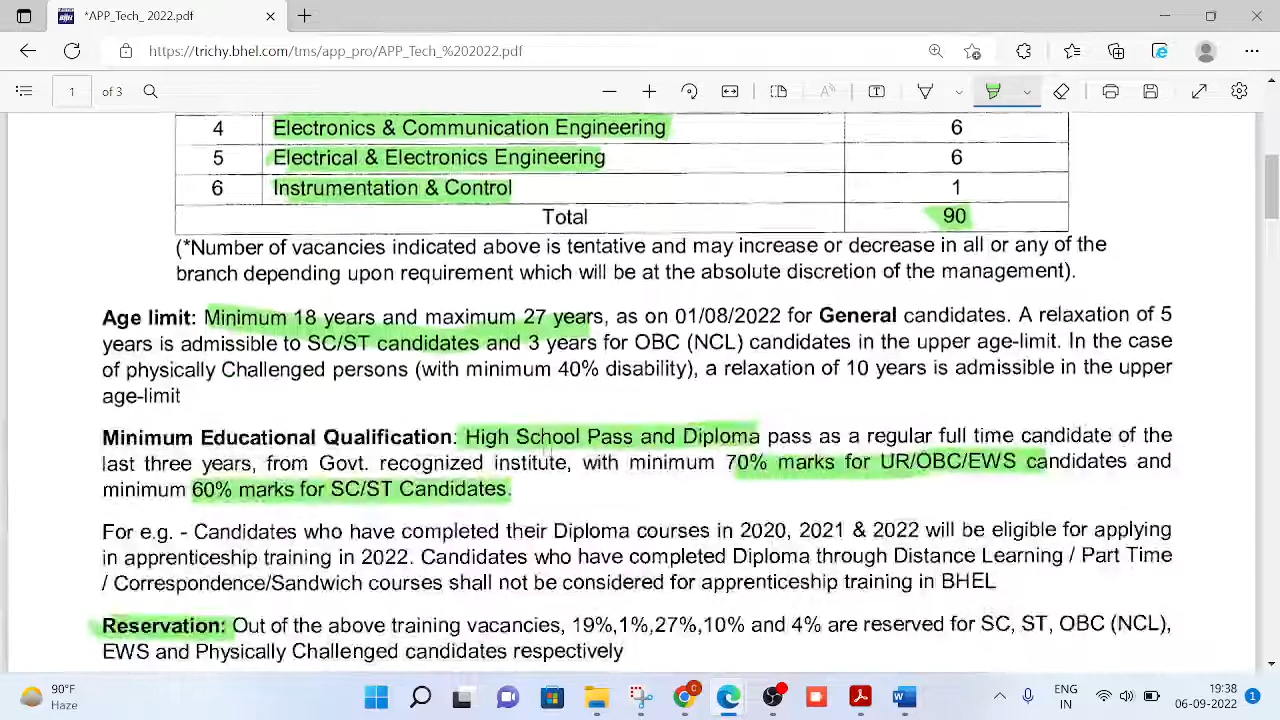 *APP_Tech_ 2022.pdf
https://trichy.bhel.com/tms/app_pro/APP_Tech_%202022.pdf
1 of 3
4 Electronics & Communication Engineering 6
5 Electrical & Electronics Engineering 6
6 Instrumentation & Control 1
Total 90
(*Number of vacancies indicated above is tentative and may increase or decrease in all or any of the
branch depending upon requirement which will be at the absolute discretion of the management).
Age limit: Minimum 18 years and maximum 27 years, as on 01/08/2022 for General candidates. A relaxation of 5
years is admissible to SC/ST candidates and 3 years for OBC (NCL) candidates in the upper age-limit. In the case
of physically Challenged persons (with minimum 40% disability), a relaxation of 10 years is admissible in the upper
age-limit
Minimum Educational Qualification: High School Pass and Diploma pass as a regular full time candidate of the
last three years, from Govt. recognized institute, with minimum 70% marks for UR/OBC/EWS candidates and
minimum 60% marks for SC/ST Candidates.
For e.g. - Candidates who have completed their Diploma courses in 2020, 2021 & 2022 will be eligible for applying
in apprenticeship training in 2022. Candidates who have completed Diploma through Distance Learning / Part Time
/ Correspondence/Sandwich courses shall not be considered for apprenticeship training in BHEL
Reservation: Out of the above training vacancies, 19%,1%,27%,10% and 4% are reserved for SC, ST, OBC (NCL),
EWS and Physically Challenged candidates respectively
90°F
Haze
ENG
IN
19:38
06-09-2022